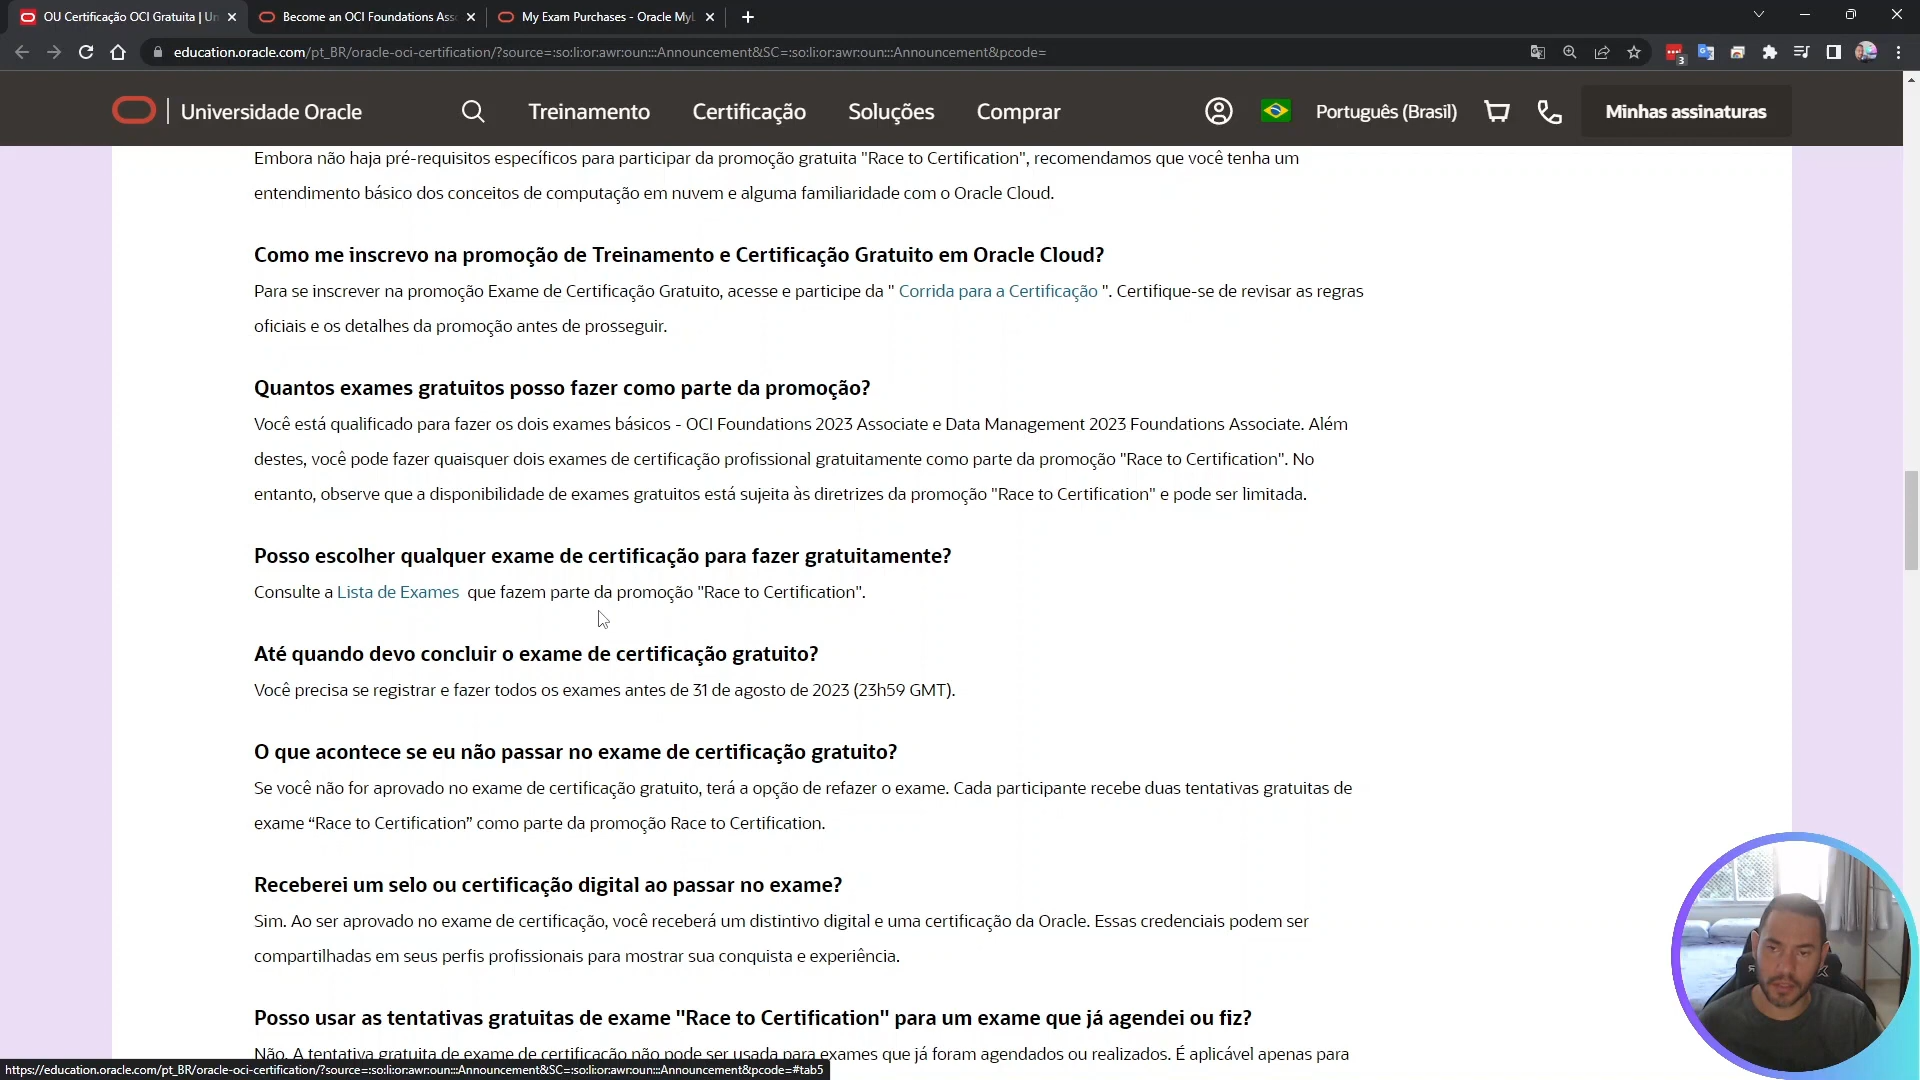 OU Certificação OCI Gratuita | Un
Become an OCI Foundations Asso
My Exam Purchases - Oracle MyL
education.oracle.com/pt_BR/oracle-oci-certification/?source=:so:li:or:awr:oun:::Announcement&SC=:so:li:or:awr:oun:::Announcement&pcode=
3
Universidade Oracle
Treinamento
Certificação
Soluções
Comprar
Português (Brasil)
Minhas assinaturas
Embora não haja pré-requisitos específicos para participar da promoção gratuita "Race to Certification", recomendamos que você tenha um
entendimento básico dos conceitos de computação em nuvem e alguma familiaridade com o Oracle Cloud.
Como me inscrevo na promoção de Treinamento e Certificação Gratuito em Oracle Cloud?
Para se inscrever na promoção Exame de Certificação Gratuito, acesse e participe da " Corrida para a Certificação ". Certifique-se de revisar as regras
oficiais e os detalhes da promoção antes de prosseguir.
Quantos exames gratuitos posso fazer como parte da promoção?
Você está qualificado para fazer os dois exames básicos - OCI Foundations 2023 Associate e Data Management 2023 Foundations Associate. Além
destes, você pode fazer quaisquer dois exames de certificação profissional gratuitamente como parte da promoção "Race to Certification". No
entanto, observe que a disponibilidade de exames gratuitos está sujeita às diretrizes da promoção "Race to Certification" e pode ser limitada.
Posso escolher qualquer exame de certificação para fazer gratuitamente?
Consulte a Lista de Exames que fazem parte da promoção "Race to Certification".
Até quando devo concluir o exame de certificação gratuito?
Você precisa se registrar e fazer todos os exames antes de 31 de agosto de 2023 (23h59 GMT).
O que acontece se eu não passar no exame de certificação gratuito?
Se você não for aprovado no exame de certificação gratuito, terá a opção de refazer o exame. Cada participante recebe duas tentativas gratuitas de
exame “Race to Certification” como parte da promoção Race to Certification.
Receberei um selo ou certificação digital ao passar no exame?
Sim. Ao ser aprovado no exame de certificação, você receberá um distintivo digital e uma certificação da Oracle. Essas credenciais podem ser
compartilhadas em seus perfis profissionais para mostrar sua conquista e experiência.
Posso usar as tentativas gratuitas de exame "Race to Certification" para um exame que já agendei ou fiz?
Não. A tentativa gratuita de exame de certificação não pode ser usada para exames que já foram agendados ou realizados. É aplicável apenas para
https://education.oracle.com/pt_BR/oracle-oci-certification/?source=:so:li:or:awr:oun:::Announcement&SC=:so:li:or:awr:oun:::Announcement&pcode=#tab5